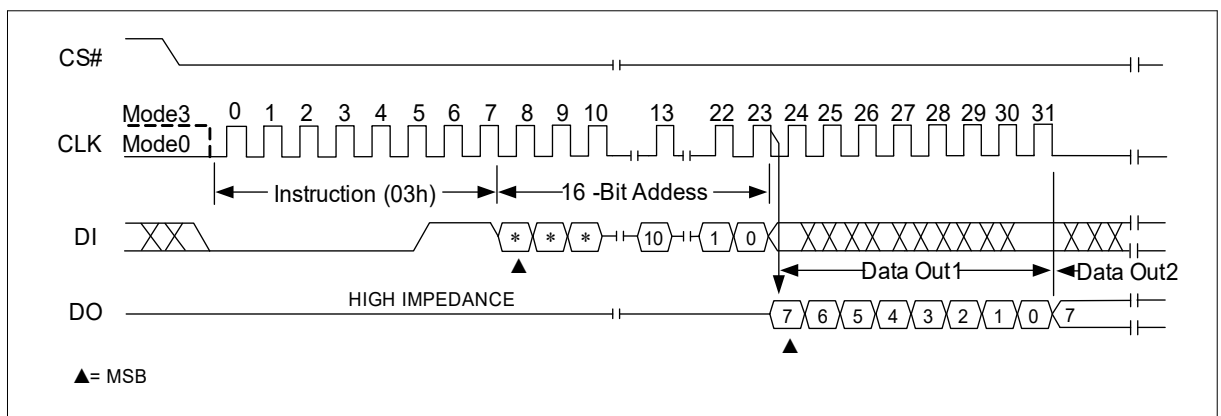 CS#
Mode3 0 1 2 3 4 5 6 7 8 9 10 13 22 23 24 25 26 27 28 29 30 31
CLK Mode0
Instruction (03h) 16 -Bit Addess
DI * * * 10 1 0
Data Out1 Data Out2
HIGH IMPEDANCE
DO 7 6 5 4 3 2 1 0 7
▲= MSB